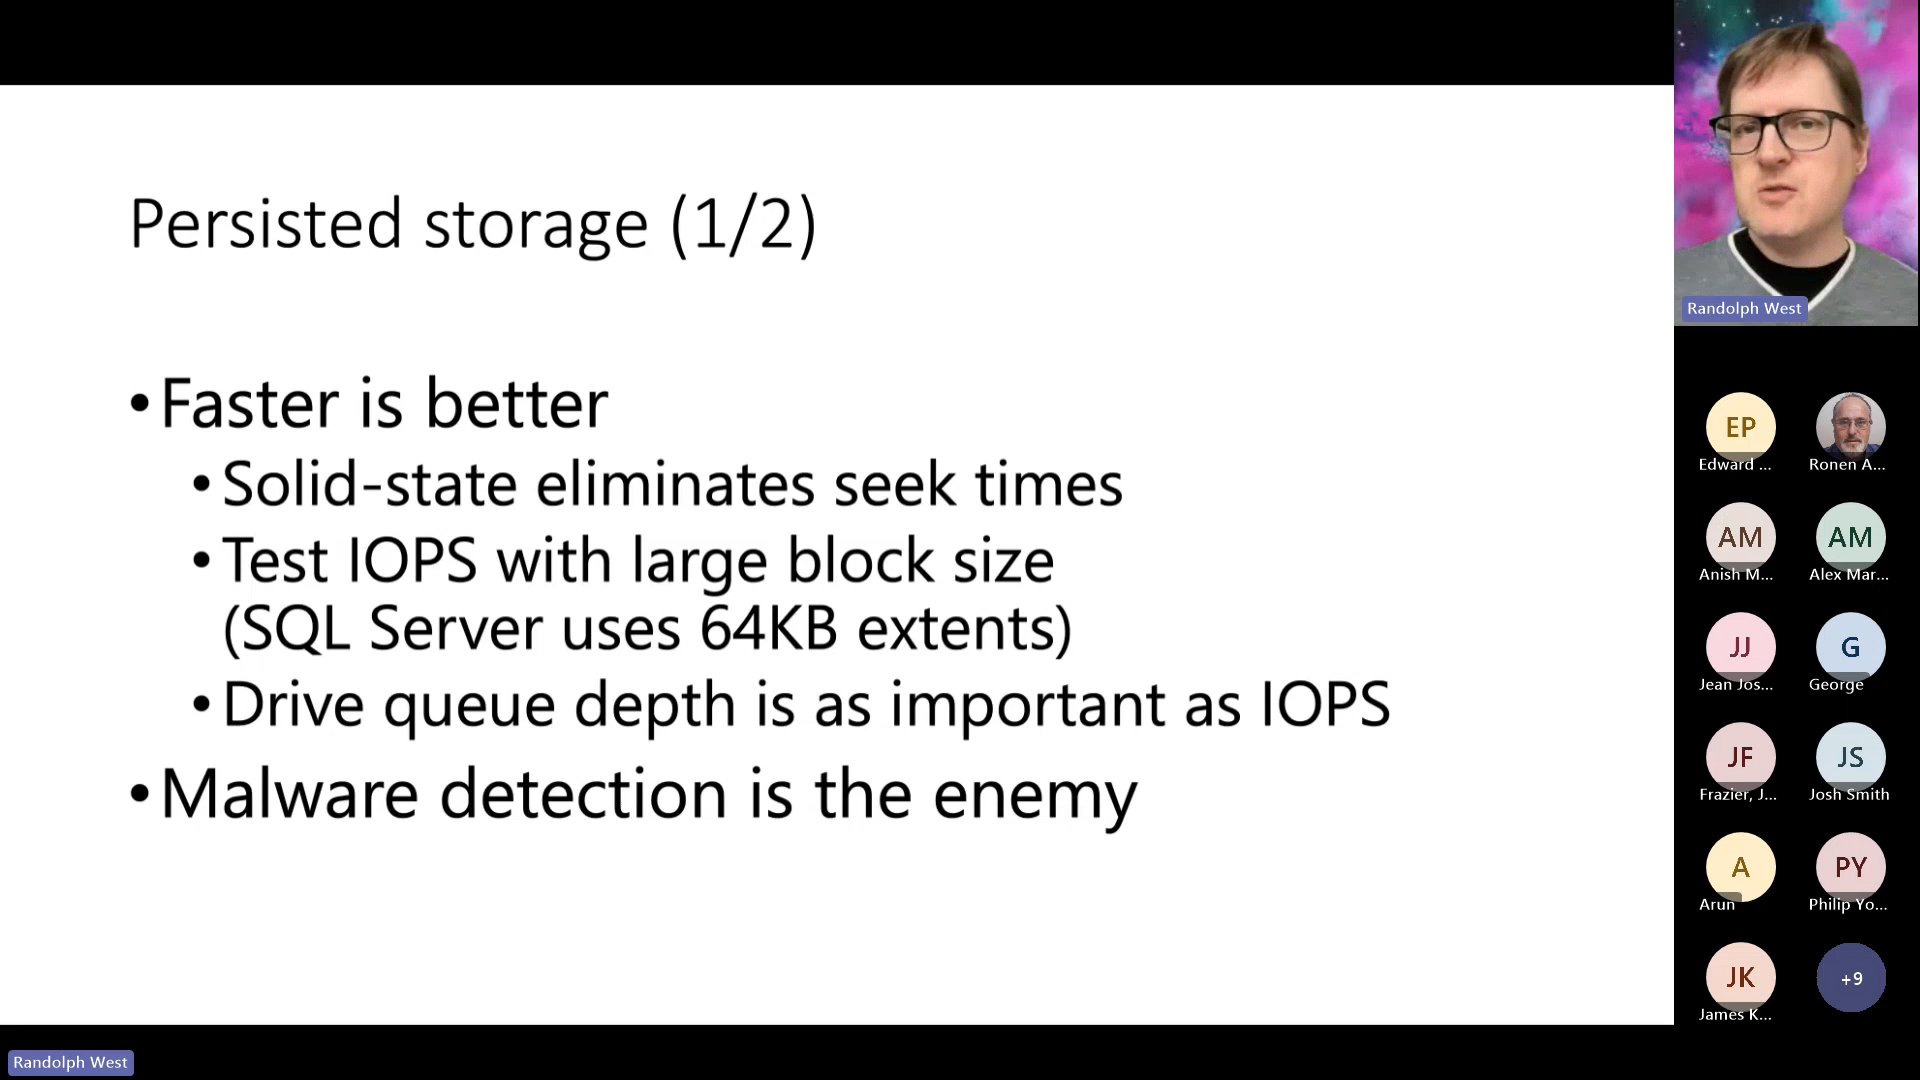 Persisted storage (1/2)
•Faster is better
•Solid-state eliminates seek times
•Test IOPS with large block size
(SQL Server uses 64KB extents)
•Drive queue depth is as important as IOPS
•Malware detection is the enemy
Randolph West
EP
Edward ...
Ronen A...
AM
Anish M...
AM
Alex Mar...
JJ
Jean Jos...
G
George
JF
Frazier, J...
JS
Josh Smith
A
Arun
PY
Philip Yo...
JK
James K...
+9
Randolph West